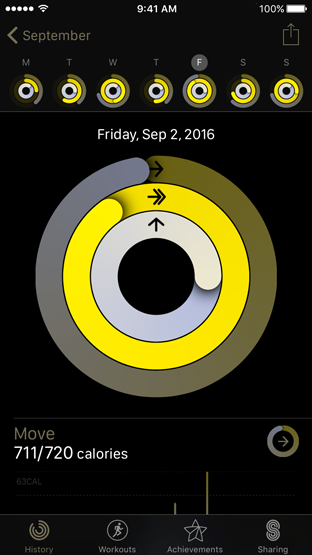 9:41 AM
100%
September
M T W T F S S
Friday, Sep 2, 2016
Move
711/720 calories
63CAL
History Workouts Achievements Sharing